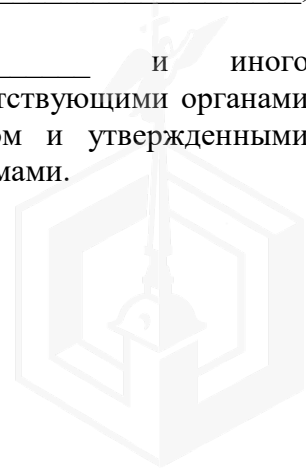 и иного
тствующими органами
ом и утвержденными
мами.